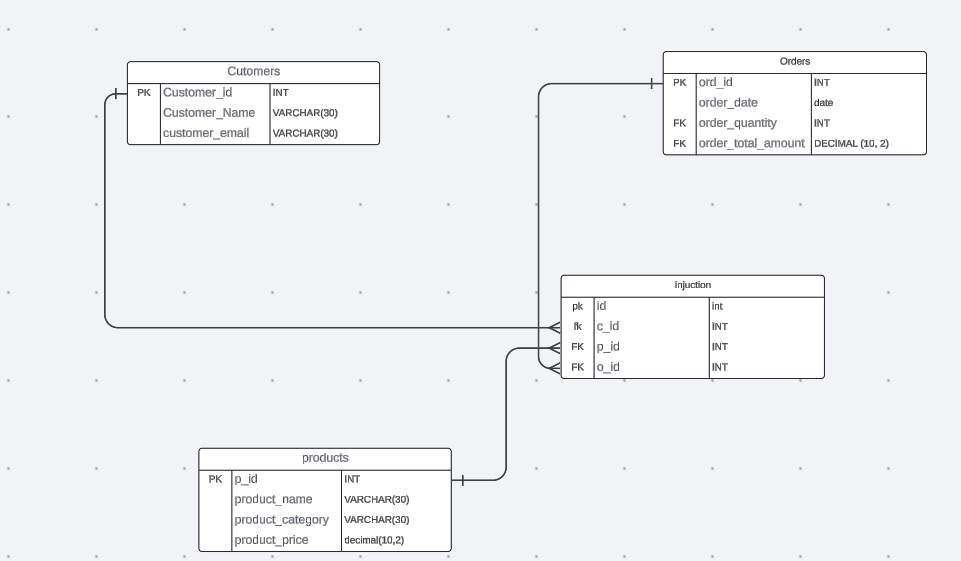 Cutomers
PK Customer_id INT
Customer_Name VARCHAR(30)
customer_email VARCHAR(30)
Orders
PK ord_id INT
order_date date
FK order_quantity INT
FK order_total_amount DECIMAL (10, 2)
injuction
pk id int
fk c_id INT
FK p_id INT
FK o_id INT
products
PK p_id INT
product_name VARCHAR(30)
product_category VARCHAR(30)
product_price decimal(10,2)